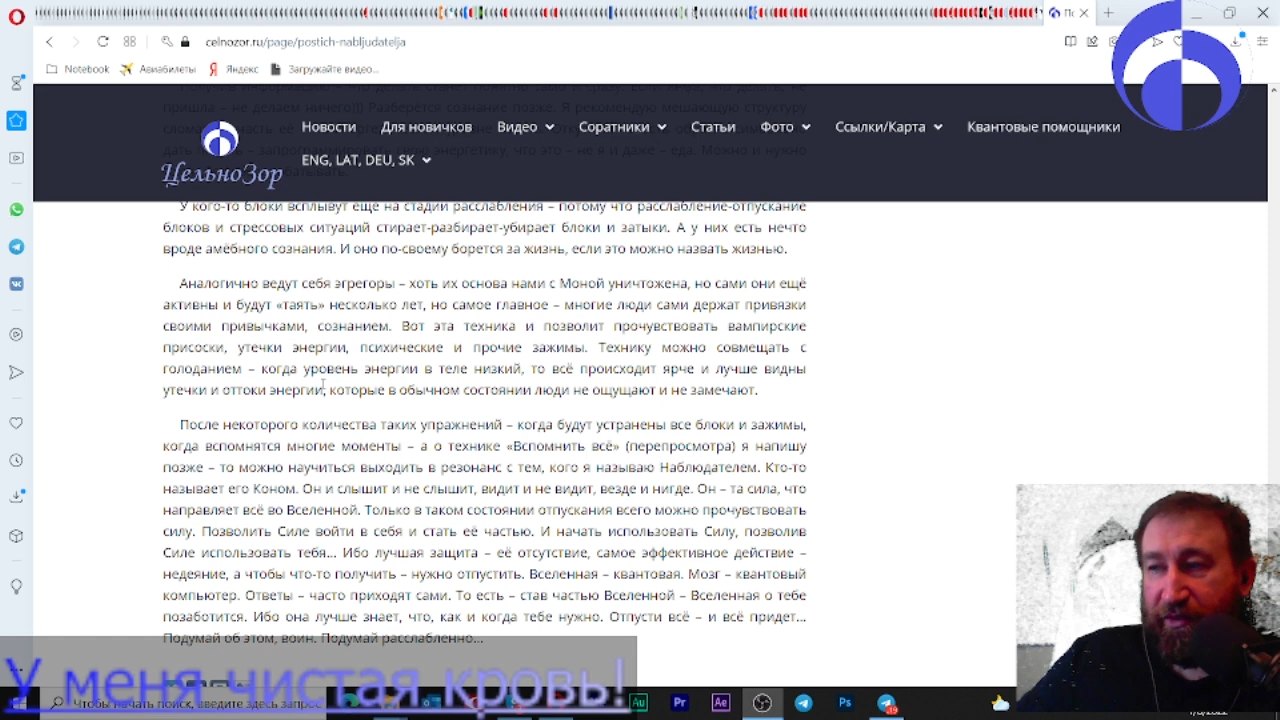 celnozor.ru/page/postich-nabljudatelja
Notebook
Авиабилеты
Яндекс
Загружайте видео...
Новости
Для новичков
Видео
Соратники
Статьи
Фото
Ссылки/Карта
Квантовые помощники
ENG, LAT, DEU, SK
ЦельноЗор
У кого-то блоки всплывут ещё на стадии расслабления – потому что расслабление-отпускание
блоков и стрессовых ситуаций стирает-разбирает-убирает блоки и затыки. А у них есть нечто
вроде амёбного сознания. И оно по-своему борется за жизнь, если это можно назвать жизнью.
Аналогично ведут себя эгрегоры – хоть их основа нами с Моной уничтожена, но сами они ещё
активны и будут «таять» несколько лет, но самое главное – многие люди сами держат привязки
своими привычками, сознанием. Вот эта техника и позволит прочувствовать вампирские
присоски, утечки энергии, психические и прочие зажимы. Технику можно совмещать с
голоданием – когда уровень энергии в теле низкий, то всё происходит ярче и лучше видны
утечки и оттоки энергии, которые в обычном состоянии люди не ощущают и не замечают.
После некоторого количества таких упражнений – когда будут устранены все блоки и зажимы,
когда вспомнятся многие моменты – а о технике «Вспомнить всё» (перепросмотра) я напишу
позже – то можно научиться выходить в резонанс с тем, кого я называю Наблюдателем. Кто-то
называет его Коном. Он и слышит и не слышит, видит и не видит, везде и нигде. Он – та сила, что
направляет всё во Вселенной. Только в таком состоянии отпускания всего можно прочувствовать
силу. Позволить Силе войти в себя и стать её частью. И начать использовать Силу, позволив
Силе использовать тебя... Ибо лучшая защита – её отсутствие, самое эффективное действие –
недеяние, а чтобы что-то получить – нужно отпустить. Вселенная – квантовая. Мозг – квантовый
компьютер. Ответы – часто приходят сами. То есть – став частью Вселенной – Вселенная о тебе
позаботится. Ибо она лучше знает, что, как и когда тебе нужно. Отпусти всё – и всё придет...
Подумай об этом, воин. Подумай расслабленно...
У меня чистая кровь!
Чтобы начать поиск, введите здесь запрос
Au
Pr
Ae
Ps